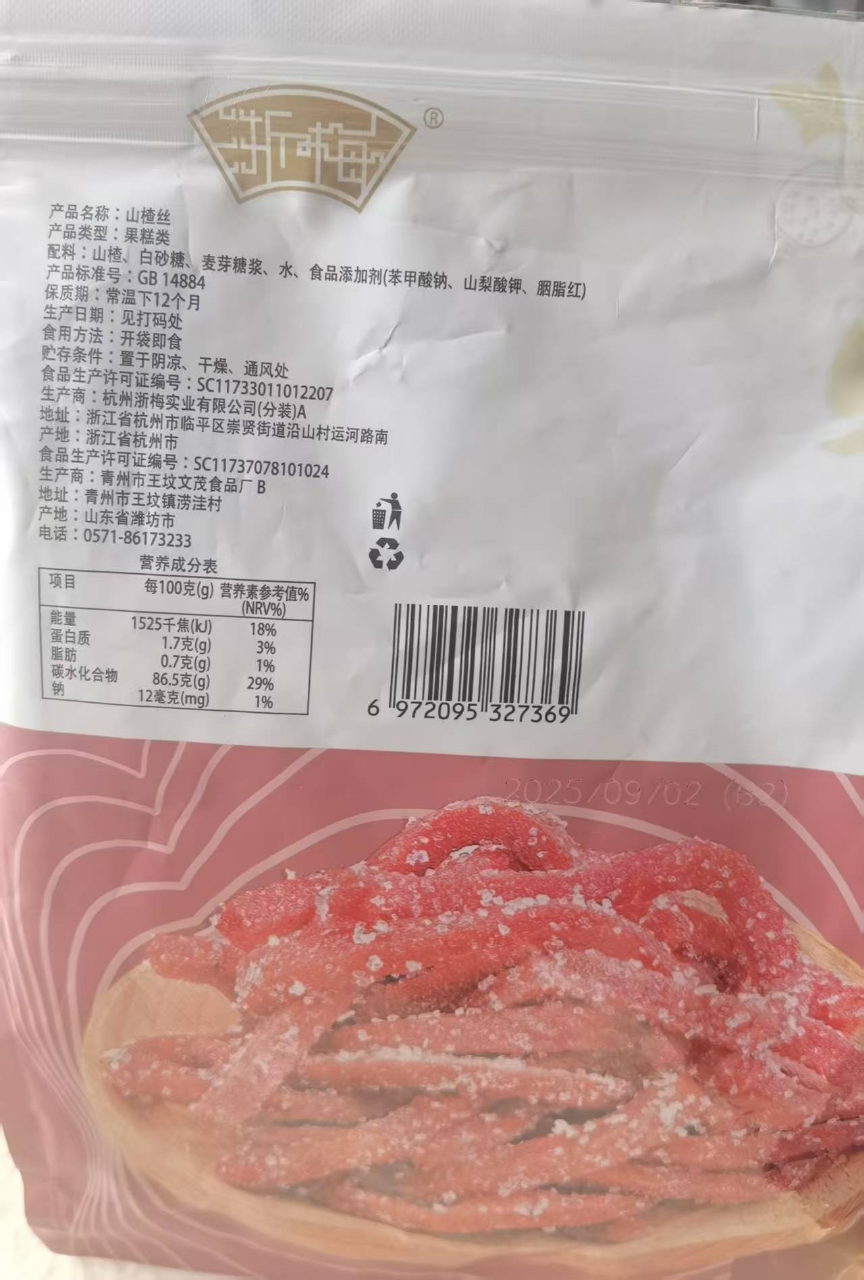 浙梅
®
产品名称：山楂丝
产品类型：果糕类
配料：山楂、白砂糖、麦芽糖浆、水、食品添加剂(苯甲酸钠、山梨酸钾、胭脂红)
产品标准号：GB 14884
保质期：常温下12个月
生产日期：见打码处
食用方法：开袋即食
贮存条件：置于阴凉、干燥、通风处
食品生产许可证编号：SC11733011012207
生产商：杭州浙梅实业有限公司(分装)A
地址：浙江省杭州市临平区崇贤街道沿山村运河路南
产地：浙江省杭州市
食品生产许可证编号：SC11737078101024
生产商：青州市王坟文茂食品厂 B
地址：青州市王坟镇涝洼村
产地：山东省潍坊市
电话：0571-86173233
营养成分表
项目 每100克(g) 营养素参考值%
(NRV%)
能量 1525千焦(kJ) 18%
蛋白质 1.7克(g) 3%
脂肪 0.7克(g) 1%
碳水化合物 86.5克(g) 29%
钠 12毫克(mg) 1%
6 972095 327369
2025/09/02 (B2)